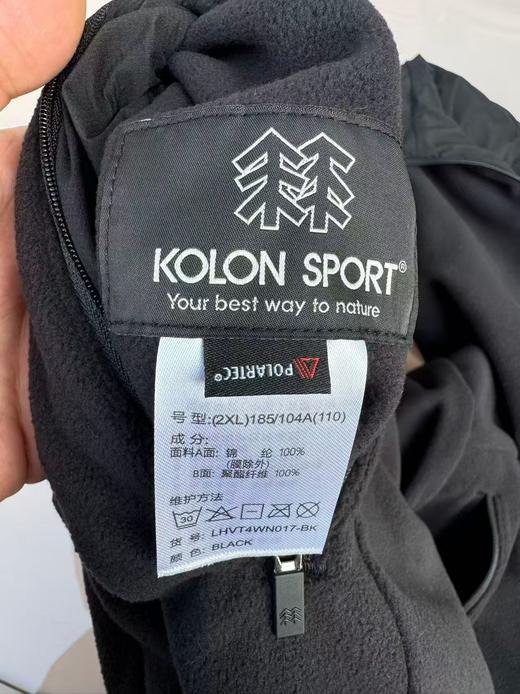 KOLON SPORT®
Your best way to nature
POLARTEC®
号 型:(2XL)185/104A(110)
成 分:
面料A面: 锦 纶 100%
(膜除外)
B面: 聚酯纤维 100%
维护方法
30
货 号: LHVT4WN017-BK
颜 色: BLACK